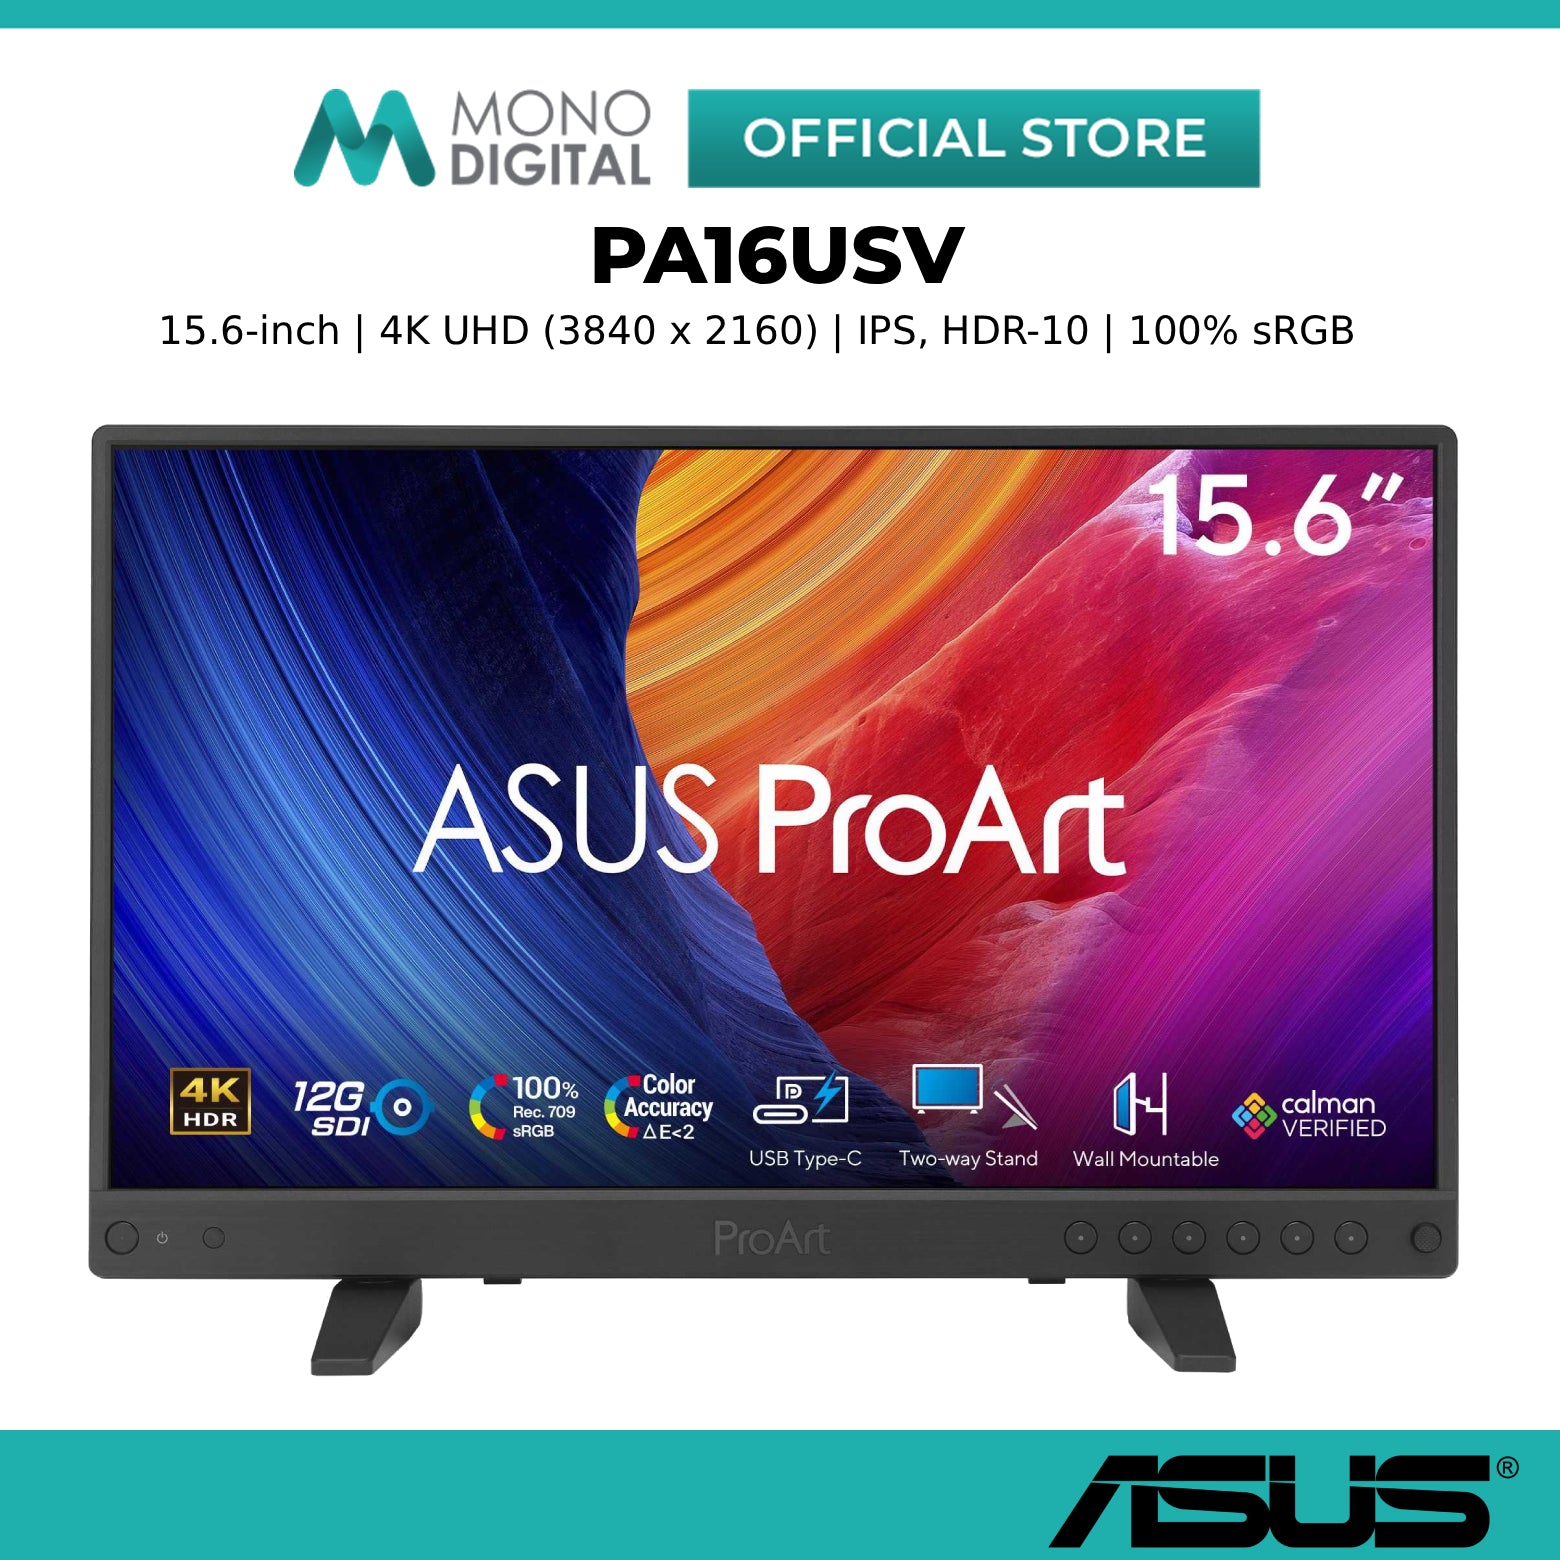 MONO
DIGITAL
OFFICIAL STORE
PA16USV
15.6-inch | 4K UHD (3840 x 2160) | IPS, HDR-10 | 100% sRGB
15.6″
ASUS ProArt
4K
HDR
12G
SDI
100%
Rec. 709
sRGB
Color
Accuracy
ΔE<2
USB Type-C
Two-way Stand
Wall Mountable
calman
VERIFIED
ProArt
ASUS®